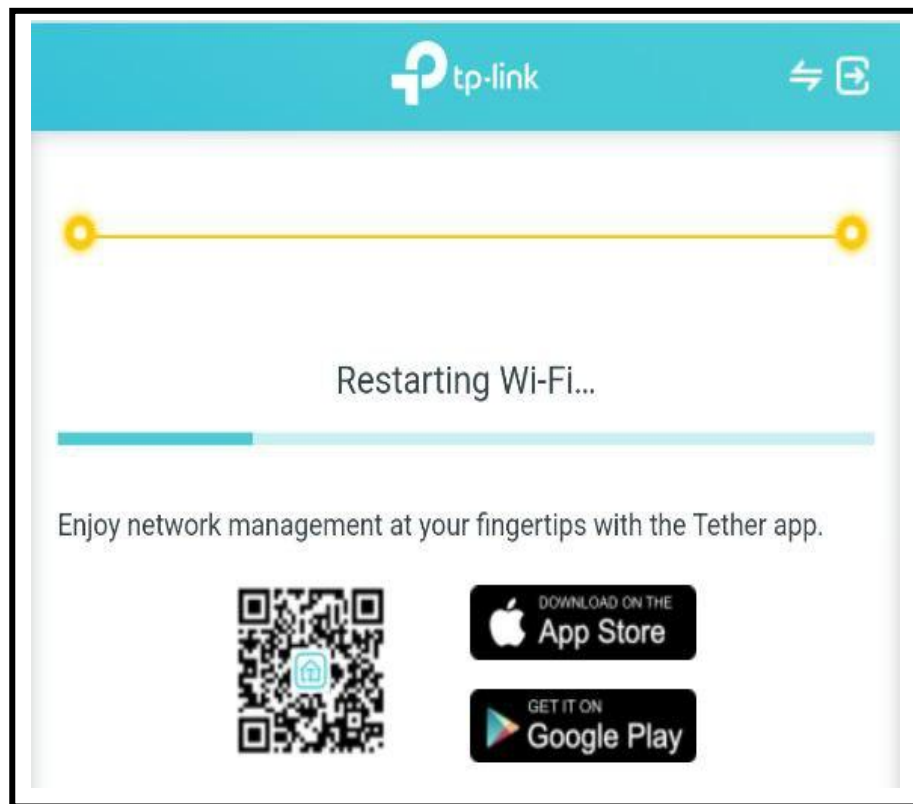 tp-link
Restarting Wi-Fi...
Enjoy network management at your fingertips with the Tether app.
DOWNLOAD ON THE
App Store
GET IT ON
Google Play